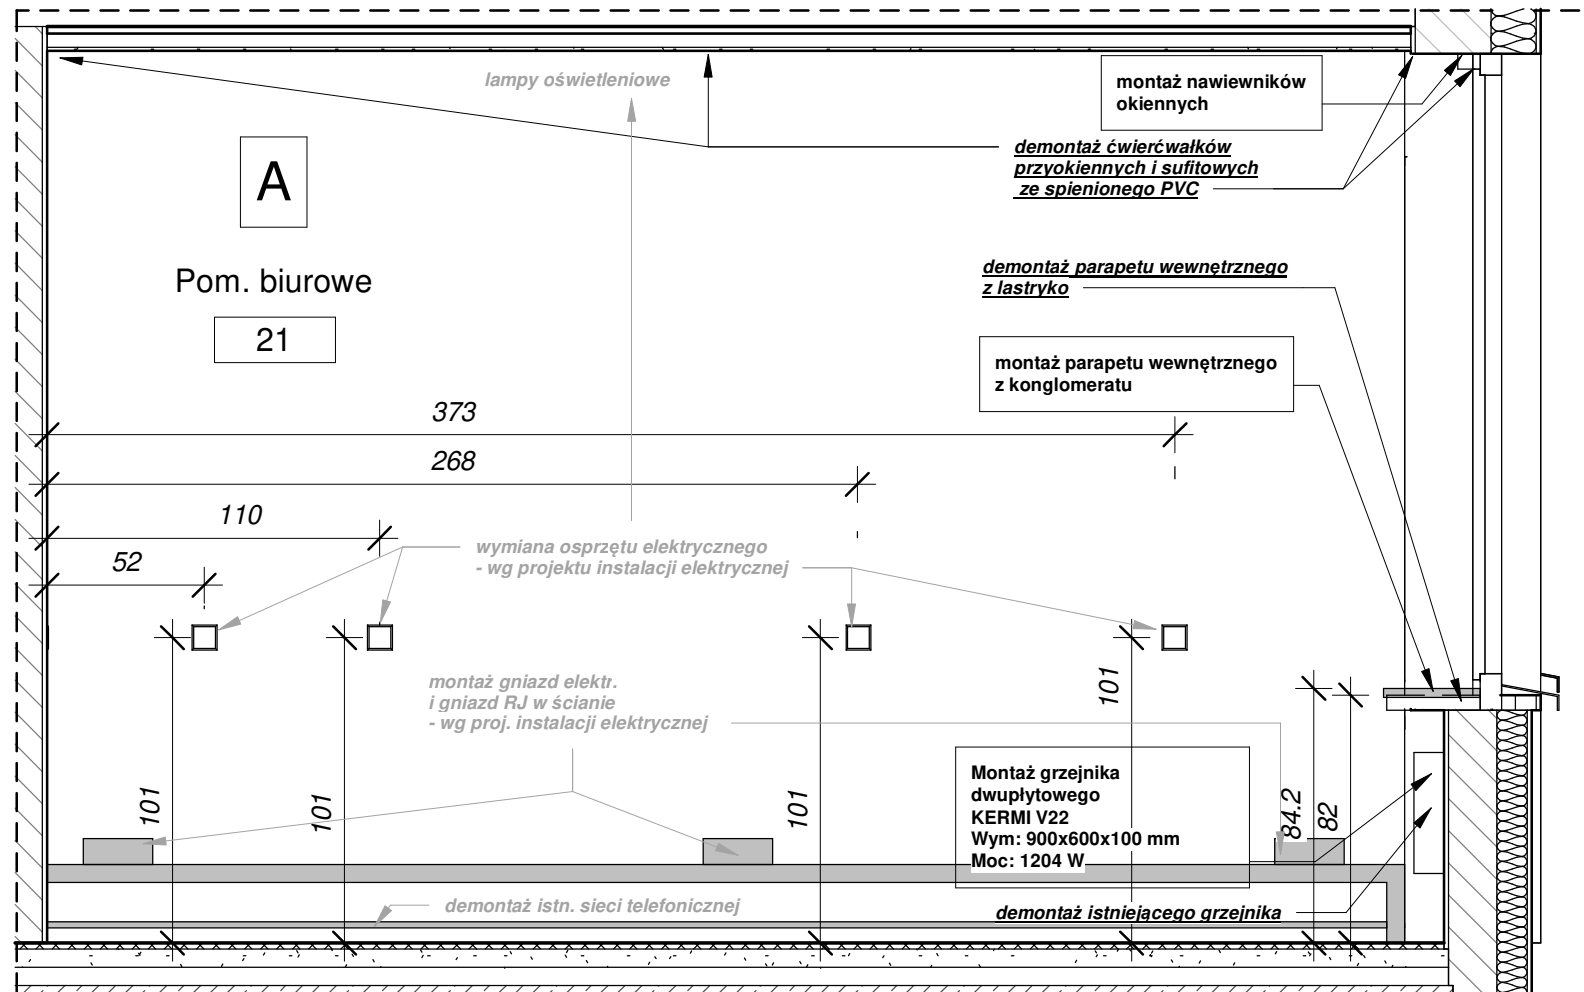 lampy oświetleniowe
montaż nawiewników
okiennych
A
demontaż ćwierćwałków
przyokiennych i sufitowych
ze spienionego PVC
Pom. biurowe
21
demontaż parapetu wewnętrznego
z lastryko
montaż parapetu wewnętrznego
z konglomeratu
373
268
110
52
wymiana osprzętu elektrycznego
- wg projektu instalacji elektrycznej
montaż gniazd elektr.
i gniazd RJ w ścianie
- wg proj. instalacji elektrycznej
101
101
101
101
84.2
82
Montaż grzejnika
dwupłytowego
KERMI V22
Wym: 900x600x100 mm
Moc: 1204 W
demontaż istn. sieci telefonicznej
demontaż istniejącego grzejnika